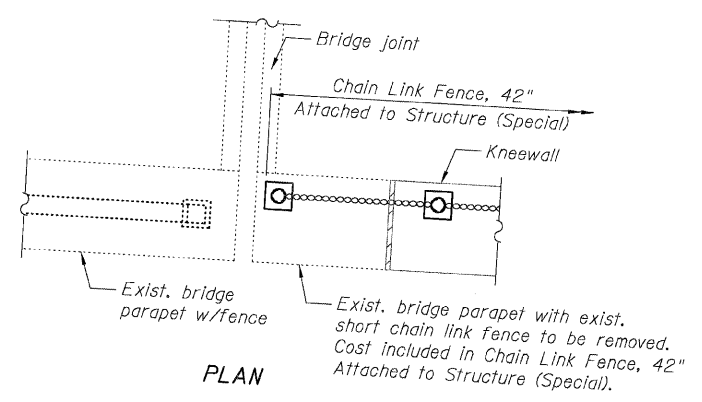 Bridge joint
Chain Link Fence, 42"
Attached to Structure (Special)
Kneewall
Exist. bridge
parapet w/fence
Exist. bridge parapet with exist.
short chain link fence to be removed.
Cost included in Chain Link Fence, 42"
Attached to Structure (Special).
PLAN